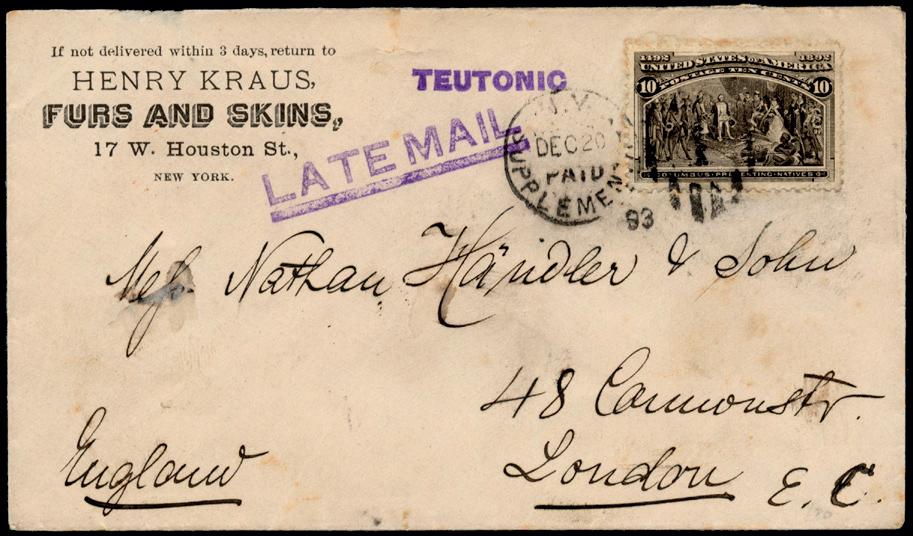 If not delivered within 3 days, return to
HENRY KRAUS,
FURS AND SKINS,
17 W. Houston St.,
NEW YORK.
TEUTONIC
LATE MAIL
N.Y.
DEC 20
PAID
SUPPLEMENTARY
93
1492 1892
UNITED STATES OF AMERICA
POSTAGE TEN CENTS
10 10
COLUMBUS PRESENTING NATIVES
Nathan Händler & Sohn
48 Cannonstr.
London E. C.
England